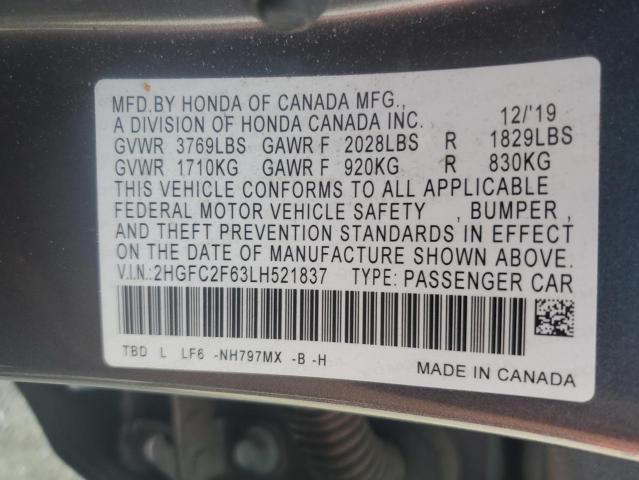 MFD.BY HONDA OF CANADA MFG.,
A DIVISION OF HONDA CANADA INC. 12/'19
GVWR 3769LBS GAWR F 2028LBS R 1829LBS
GVWR 1710KG GAWR F 920KG R 830KG
THIS VEHICLE CONFORMS TO ALL APPLICABLE
FEDERAL MOTOR VEHICLE SAFETY , BUMPER ,
AND THEFT PREVENTION STANDARDS IN EFFECT
ON THE DATE OF MANUFACTURE SHOWN ABOVE.
V.I.N.:2HGFC2F63LH521837 TYPE: PASSENGER CAR
TBD L LF6 -NH797MX -B -H
MADE IN CANADA